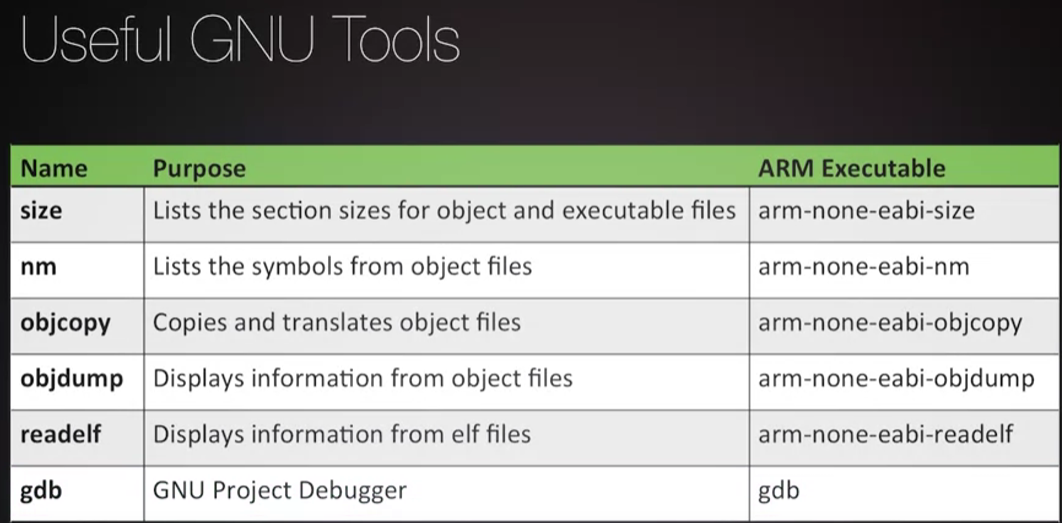 Useful GNU Tools
Name Purpose ARM Executable
size Lists the section sizes for object and executable files arm-none-eabi-size
nm Lists the symbols from object files arm-none-eabi-nm
objcopy Copies and translates object files arm-none-eabi-objcopy
objdump Displays information from object files arm-none-eabi-objdump
readelf Displays information from elf files arm-none-eabi-readelf
gdb GNU Project Debugger gdb